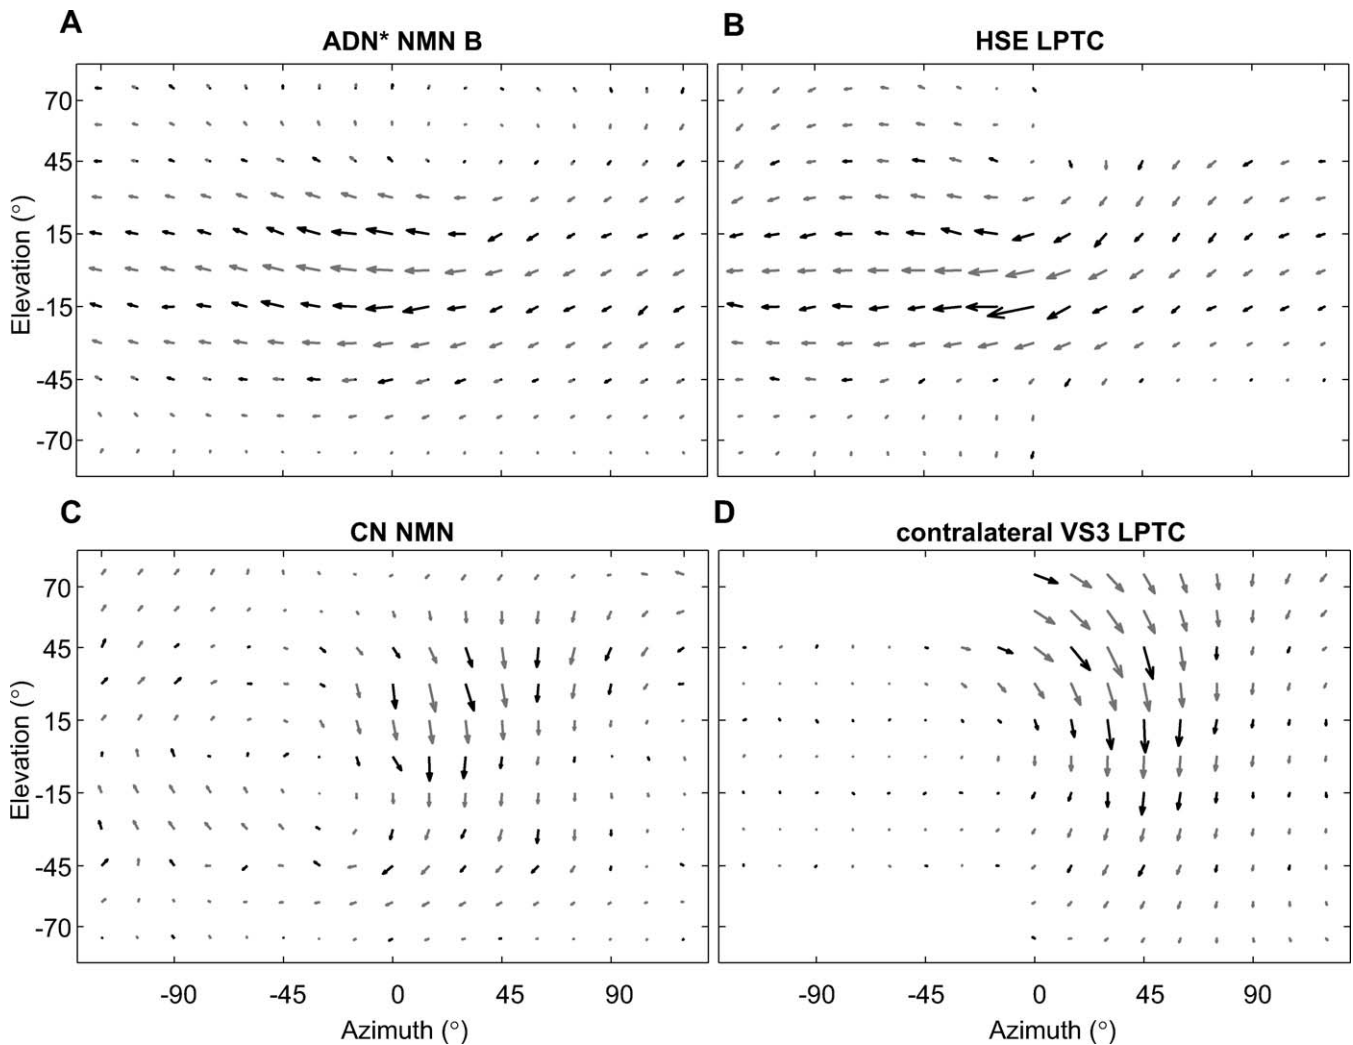 A
ADN* NMN B
B
HSE LPTC
70
45
15
-15
-45
-70
Elevation (°)
C
CN NMN
D
contralateral VS3 LPTC
70
45
15
-15
-45
-70
Elevation (°)
-90 -45 0 45 90
-90 -45 0 45 90
Azimuth (°)
Azimuth (°)